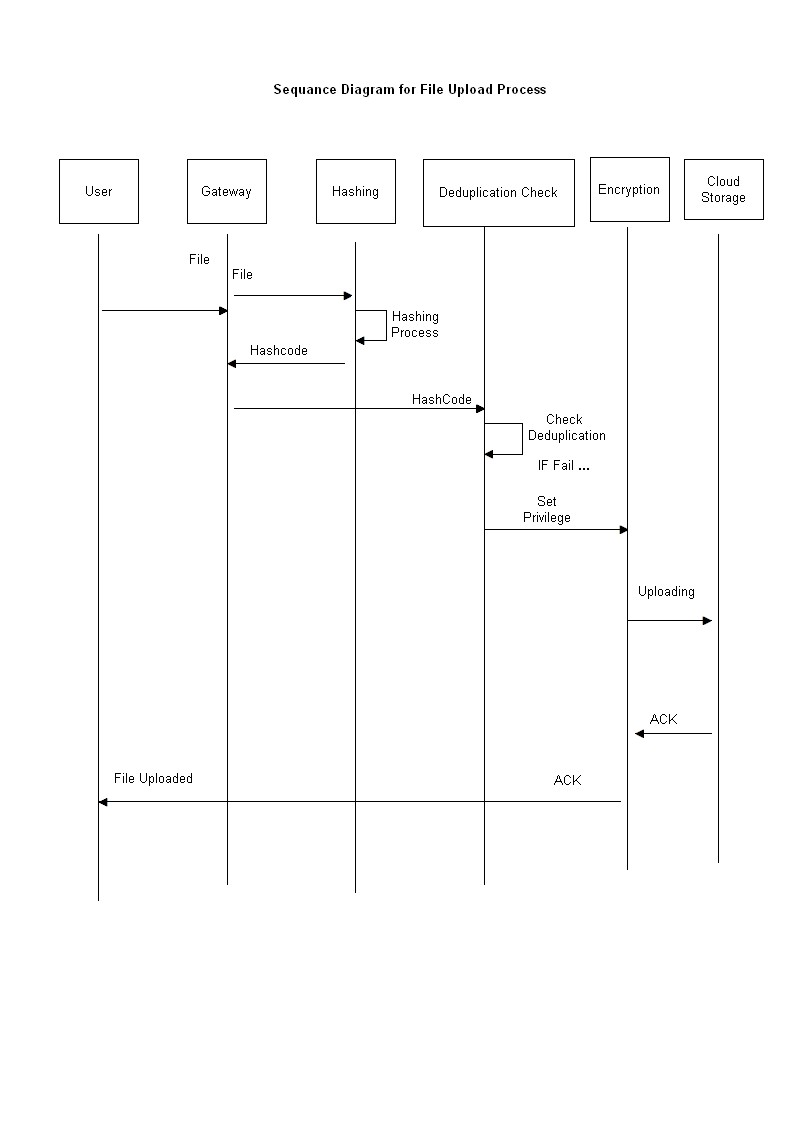 Sequance Diagram for File Upload Process
User
Gateway
Hashing
Deduplication Check
Encryption
Cloud
Storage
File
File
Hashing
Process
Hashcode
HashCode
Check
Deduplication
IF Fail ...
Set
Privilege
Uploading
ACK
File Uploaded
ACK